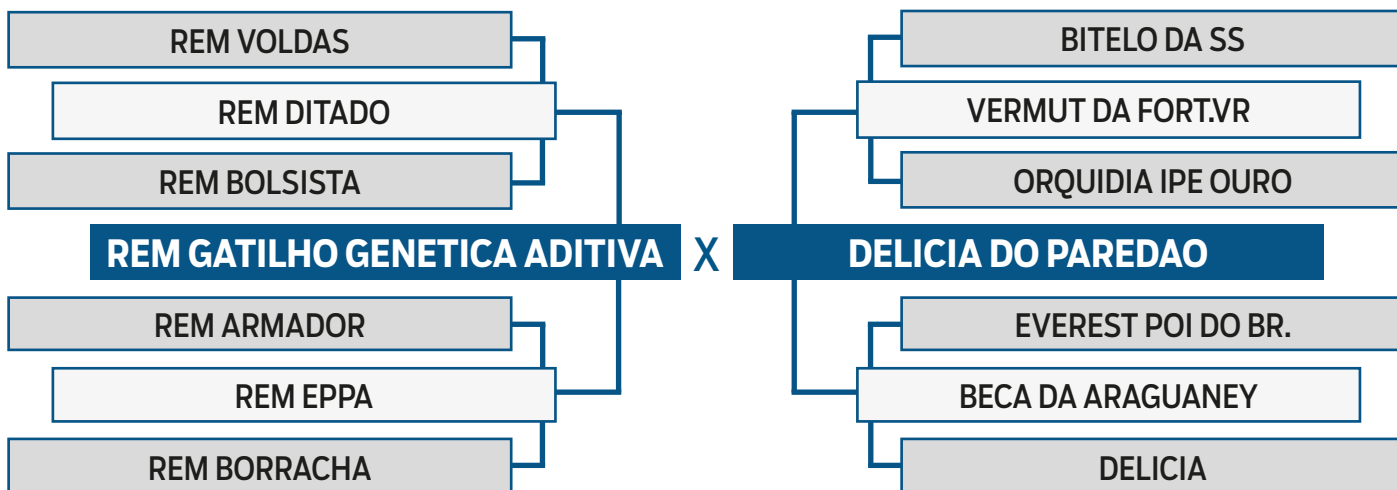 REM VOLDAS
REM DITADO
REM BOLSISTA
REM GATILHO GENETICA ADITIVA
REM ARMADOR
REM EPPA
REM BORRACHA
X
BITELO DA SS
VERMUT DA FORT.VR
ORQUIDIA IPE OURO
DELICIA DO PAREDAO
EVEREST POI DO BR.
BECA DA ARAGUANEY
DELICIA